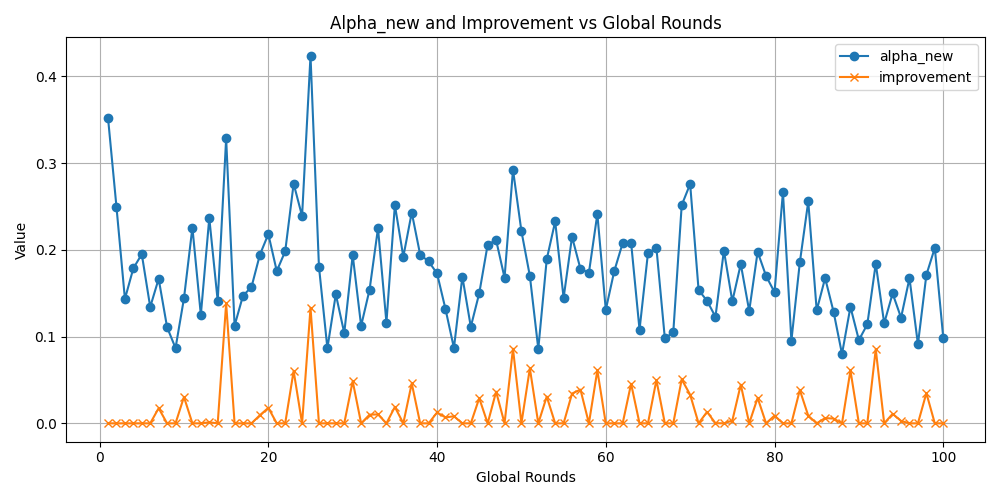 Alpha_new and Improvement vs Global Rounds
alpha_new
improvement
Value
0.4
0.3
0.2
0.1
0.0
0
20
40
60
80
100
Global Rounds